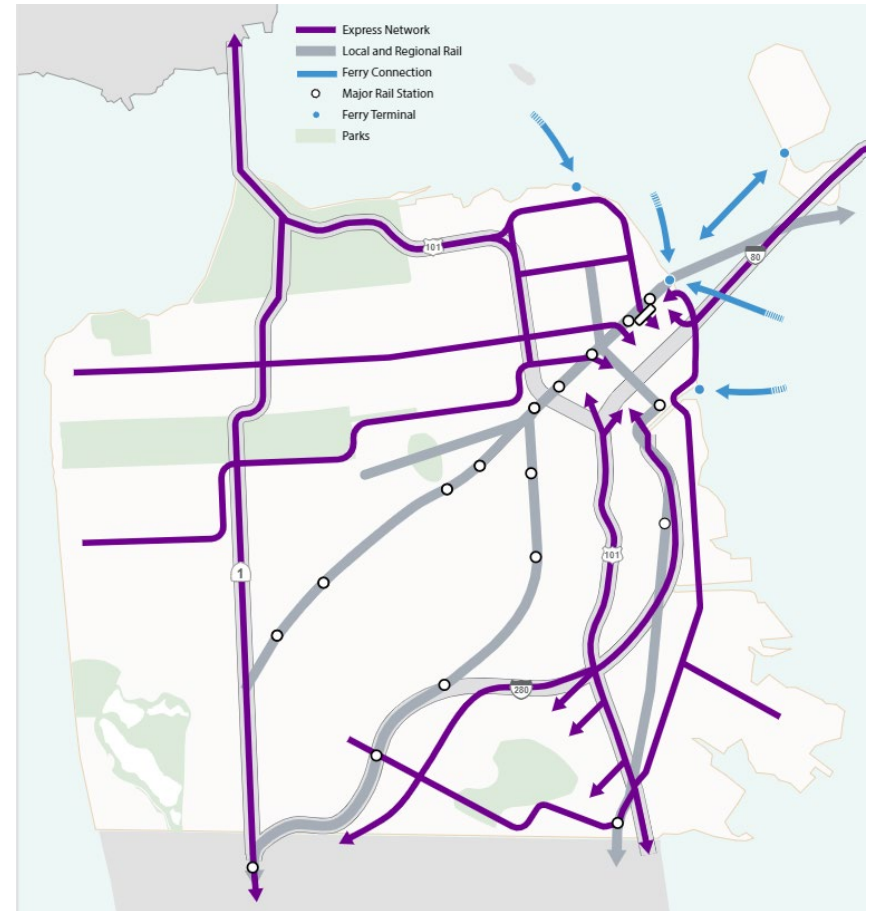 Express Network
Local and Regional Rail
Ferry Connection
Major Rail Station
Ferry Terminal
Parks
101
80
101
1
280